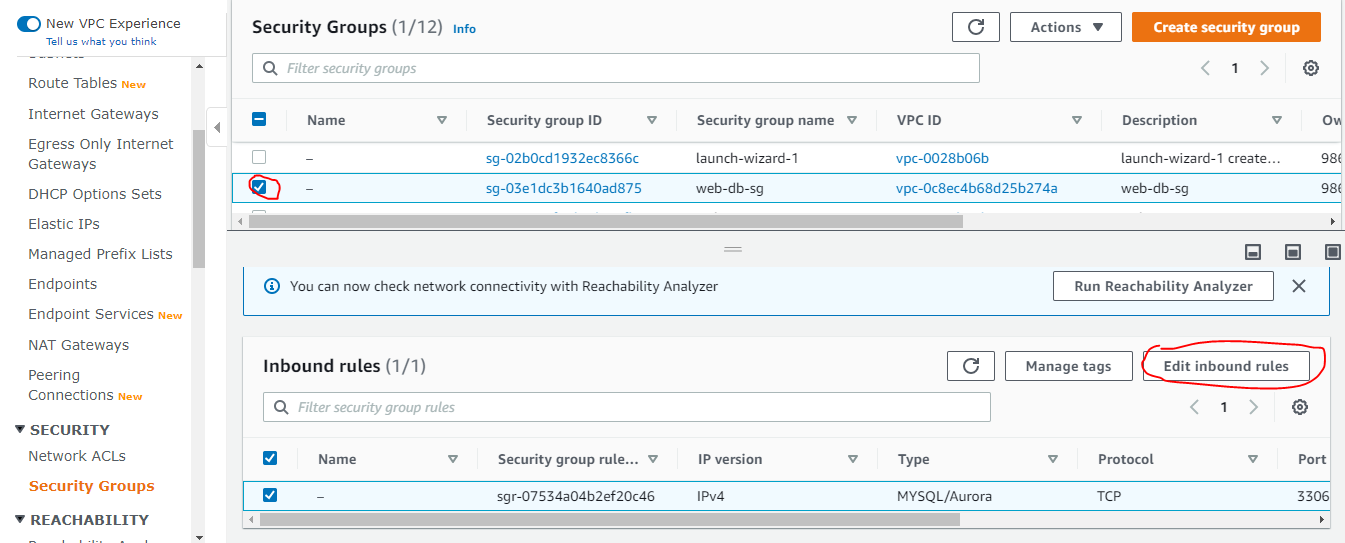 New VPC Experience
Tell us what you think
Route Tables New
Internet Gateways
Egress Only Internet
Gateways
DHCP Options Sets
Elastic IPs
Managed Prefix Lists
Endpoints
Endpoint Services New
NAT Gateways
Peering
Connections New
SECURITY
Network ACLs
Security Groups
REACHABILITY
Security Groups (1/12) Info
Actions
Create security group
Filter security groups
1
Name Security group ID Security group name VPC ID Description Ow
– sg-02b0cd1932ec8366c launch-wizard-1 vpc-0028b06b launch-wizard-1 create... 986
– sg-03e1dc3b1640ad875 web-db-sg vpc-0c8ec4b68d25b274a web-db-sg 986
You can now check network connectivity with Reachability Analyzer
Run Reachability Analyzer
Inbound rules (1/1)
Manage tags
Edit inbound rules
Filter security group rules
1
Name Security group rule... IP version Type Protocol Port
– sgr-07534a04b2ef20c46 IPv4 MYSQL/Aurora TCP 3306